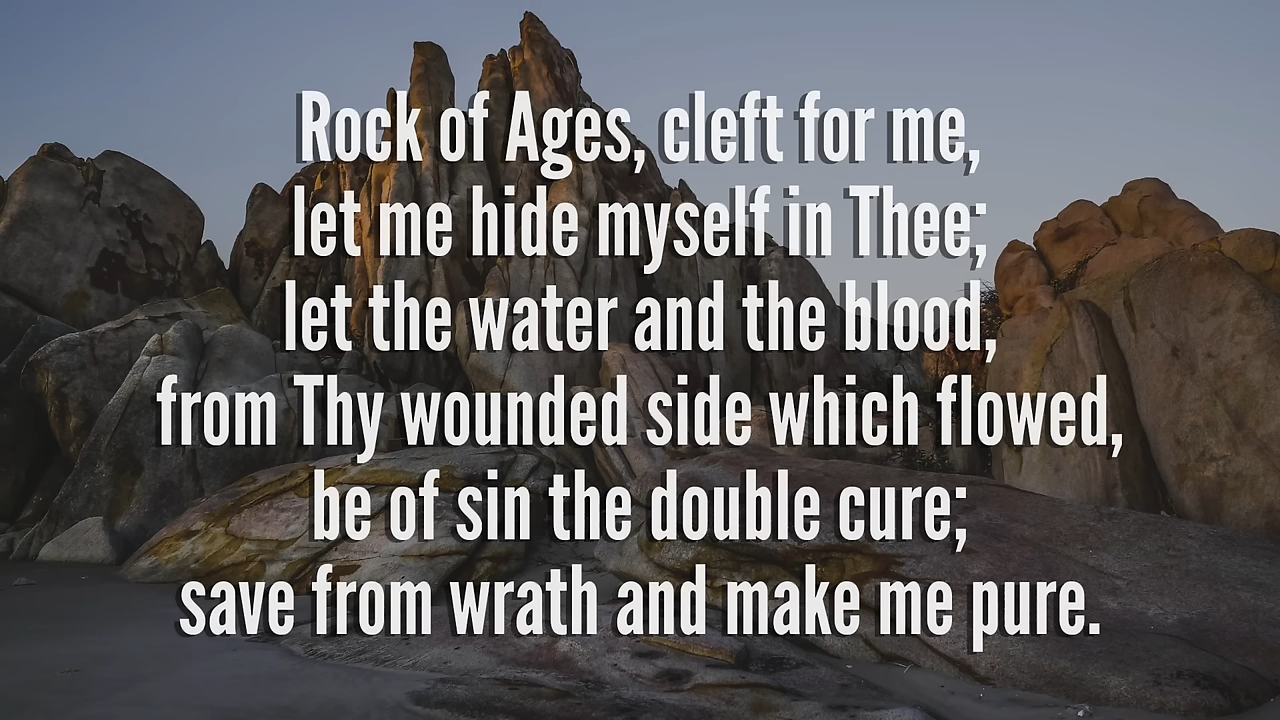 Rock of Ages, cleft for me,
let me hide myself in Thee;
let the water and the blood,
from Thy wounded side which flowed,
be of sin the double cure;
save from wrath and make me pure.